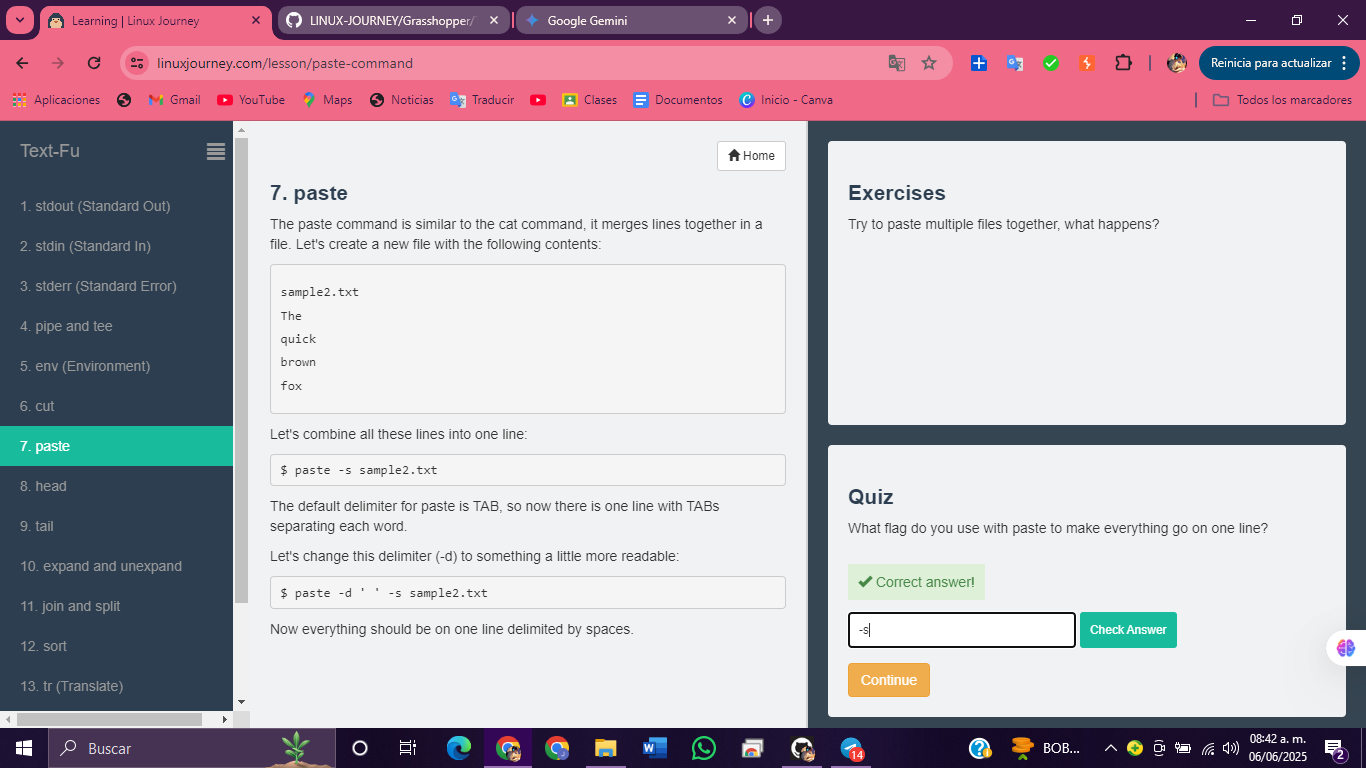 Learning | Linux Journey
LINUX-JOURNEY/Grasshopper/
Google Gemini
linuxjourney.com/lesson/paste-command
Reinicia para actualizar
Aplicaciones
Gmail
YouTube
Maps
Noticias
Traducir
Clases
Documentos
Inicio - Canva
Todos los marcadores
Text-Fu
1. stdout (Standard Out)
2. stdin (Standard In)
3. stderr (Standard Error)
4. pipe and tee
5. env (Environment)
6. cut
7. paste
8. head
9. tail
10. expand and unexpand
11. join and split
12. sort
13. tr (Translate)
Home
7. paste
The paste command is similar to the cat command, it merges lines together in a
file. Let's create a new file with the following contents:
sample2.txt
The
quick
brown
fox
Let's combine all these lines into one line:
$ paste -s sample2.txt
The default delimiter for paste is TAB, so now there is one line with TABs
separating each word.
Let's change this delimiter (-d) to something a little more readable:
$ paste -d ' ' -s sample2.txt
Now everything should be on one line delimited by spaces.
Exercises
Try to paste multiple files together, what happens?
Quiz
What flag do you use with paste to make everything go on one line?
Correct answer!
-s
Check Answer
Continue
Buscar
14
BOB...
08:42 a. m.
06/06/2025
2